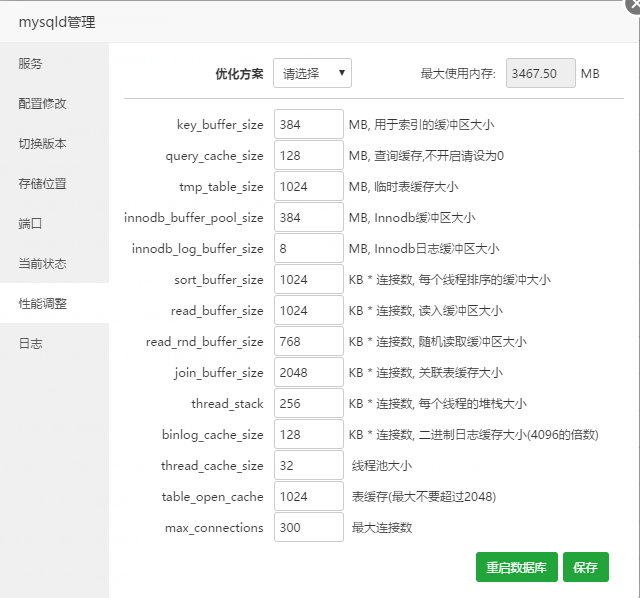 mysqld管理
服务
配置修改
切换版本
存储位置
端口
当前状态
性能调整
日志
优化方案 请选择 最大使用内存: 3467.50 MB
key_buffer_size 384 MB, 用于索引的缓冲区大小
query_cache_size 128 MB, 查询缓存,不开启请设为0
tmp_table_size 1024 MB, 临时表缓存大小
innodb_buffer_pool_size 384 MB, Innodb缓冲区大小
innodb_log_buffer_size 8 MB, Innodb日志缓冲区大小
sort_buffer_size 1024 KB * 连接数, 每个线程排序的缓冲大小
read_buffer_size 1024 KB * 连接数, 读入缓冲区大小
read_rnd_buffer_size 768 KB * 连接数, 随机读取缓冲区大小
join_buffer_size 2048 KB * 连接数, 关联表缓存大小
thread_stack 256 KB * 连接数, 每个线程的堆栈大小
binlog_cache_size 128 KB * 连接数, 二进制日志缓存大小(4096的倍数)
thread_cache_size 32 线程池大小
table_open_cache 1024 表缓存(最大不要超过2048)
max_connections 300 最大连接数
重启数据库 保存